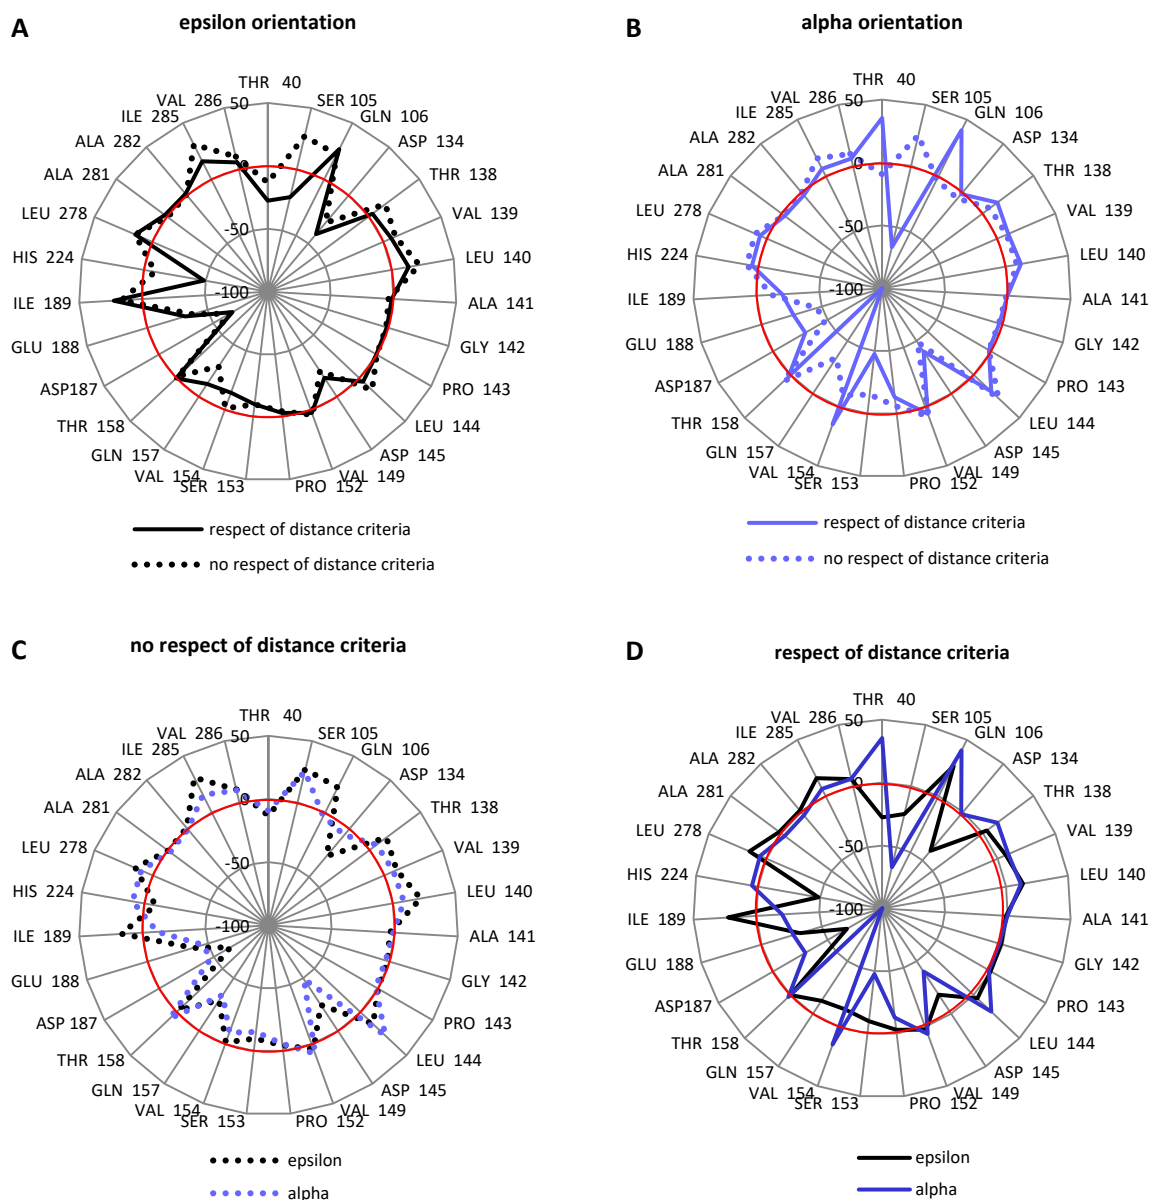 A
epsilon orientation
THR 40
SER 105
GLN 106
ASP 134
THR 138
VAL 139
LEU 140
ALA 141
GLY 142
PRO 143
LEU 144
ASP 145
VAL 149
PRO 152
SER 153
VAL 154
GLN 157
THR 158
ASP187
GLU 188
ILE 189
HIS 224
LEU 278
ALA 281
ALA 282
ILE 285
VAL 286
50
0
-50
-100
respect of distance criteria
no respect of distance criteria
B
alpha orientation
THR 40
SER 105
GLN 106
ASP 134
THR 138
VAL 139
LEU 140
ALA 141
GLY 142
PRO 143
LEU 144
ASP 145
VAL 149
PRO 152
SER 153
VAL 154
GLN 157
THR 158
ASP187
GLU 188
ILE 189
HIS 224
LEU 278
ALA 281
ALA 282
ILE 285
VAL 286
50
0
-50
-100
respect of distance criteria
no respect of distance criteria
C
no respect of distance criteria
THR 40
SER 105
GLN 106
ASP 134
THR 138
VAL 139
LEU 140
ALA 141
GLY 142
PRO 143
LEU 144
ASP 145
VAL 149
PRO 152
SER 153
VAL 154
GLN 157
THR 158
ASP 187
GLU 188
ILE 189
HIS 224
LEU 278
ALA 281
ALA 282
ILE 285
VAL 286
50
0
-50
-100
epsilon
alpha
D
respect of distance criteria
THR 40
SER 105
GLN 106
ASP 134
THR 138
VAL 139
LEU 140
ALA 141
GLY 142
PRO 143
LEU 144
ASP 145
VAL 149
PRO 152
SER 153
VAL 154
GLN 157
THR 158
ASP187
GLU 188
ILE 189
HIS 224
LEU 278
ALA 281
ALA 282
ILE 285
VAL 286
50
0
-50
-100
epsilon
alpha